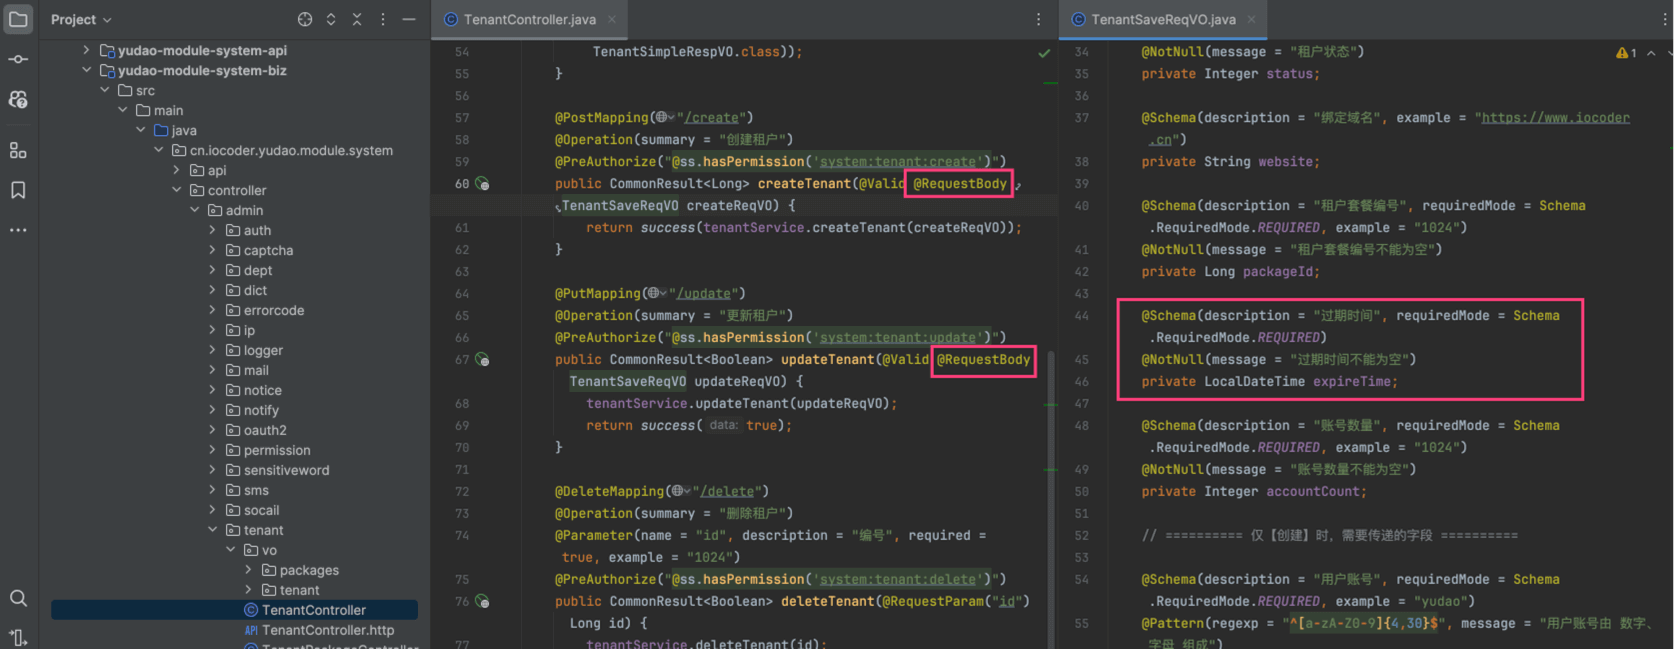 Project
yudao-module-system-api
yudao-module-system-biz
src
main
java
cn.iocoder.yudao.module.system
api
controller
admin
auth
captcha
dept
dict
errorcode
ip
logger
mail
notice
notify
oauth2
permission
sensitiveword
sms
socail
tenant
vo
packages
tenant
TenantController
API TenantController.http
TenantController.java
54 TenantSimpleRespVO.class));
55 }
56
57 @PostMapping("/create")
58 @Operation(summary = "创建租户")
59 @PreAuthorize("@ss.hasPermission('system:tenant:create')")
60 public CommonResult<Long> createTenant(@Valid @RequestBody
TenantSaveReqVO createReqVO) {
61 return success(tenantService.createTenant(createReqVO));
62 }
63
64 @PutMapping("/update")
65 @Operation(summary = "更新租户")
66 @PreAuthorize("@ss.hasPermission('system:tenant:update')")
67 public CommonResult<Boolean> updateTenant(@Valid @RequestBody
TenantSaveReqVO updateReqVO) {
68 tenantService.updateTenant(updateReqVO);
69 return success( data: true);
70 }
71
72 @DeleteMapping("/delete")
73 @Operation(summary = "删除租户")
74 @Parameter(name = "id", description = "编号", required =
true, example = "1024")
75 @PreAuthorize("@ss.hasPermission('system:tenant:delete')")
76 public CommonResult<Boolean> deleteTenant(@RequestParam("id")
Long id) {
77 tenantService.deleteTenant(id);
TenantSaveReqVO.java
1
34 @NotNull(message = "租户状态")
35 private Integer status;
36
37 @Schema(description = "绑定域名", example = "https://www.iocoder
.cn")
38 private String website;
39
40 @Schema(description = "租户套餐编号", requiredMode = Schema
.RequiredMode.REQUIRED, example = "1024")
41 @NotNull(message = "租户套餐编号不能为空")
42 private Long packageId;
43
44 @Schema(description = "过期时间", requiredMode = Schema
.RequiredMode.REQUIRED)
45 @NotNull(message = "过期时间不能为空")
46 private LocalDateTime expireTime;
47
48 @Schema(description = "账号数量", requiredMode = Schema
.RequiredMode.REQUIRED, example = "1024")
49 @NotNull(message = "账号数量不能为空")
50 private Integer accountCount;
51
52 // ========== 仅【创建】时，需要传递的字段 ==========
53
54 @Schema(description = "用户账号", requiredMode = Schema
.RequiredMode.REQUIRED, example = "yudao")
55 @Pattern(regexp = "^[a-zA-Z0-9]{4,30}$", message = "用户账号由 数字、
字母 组成")